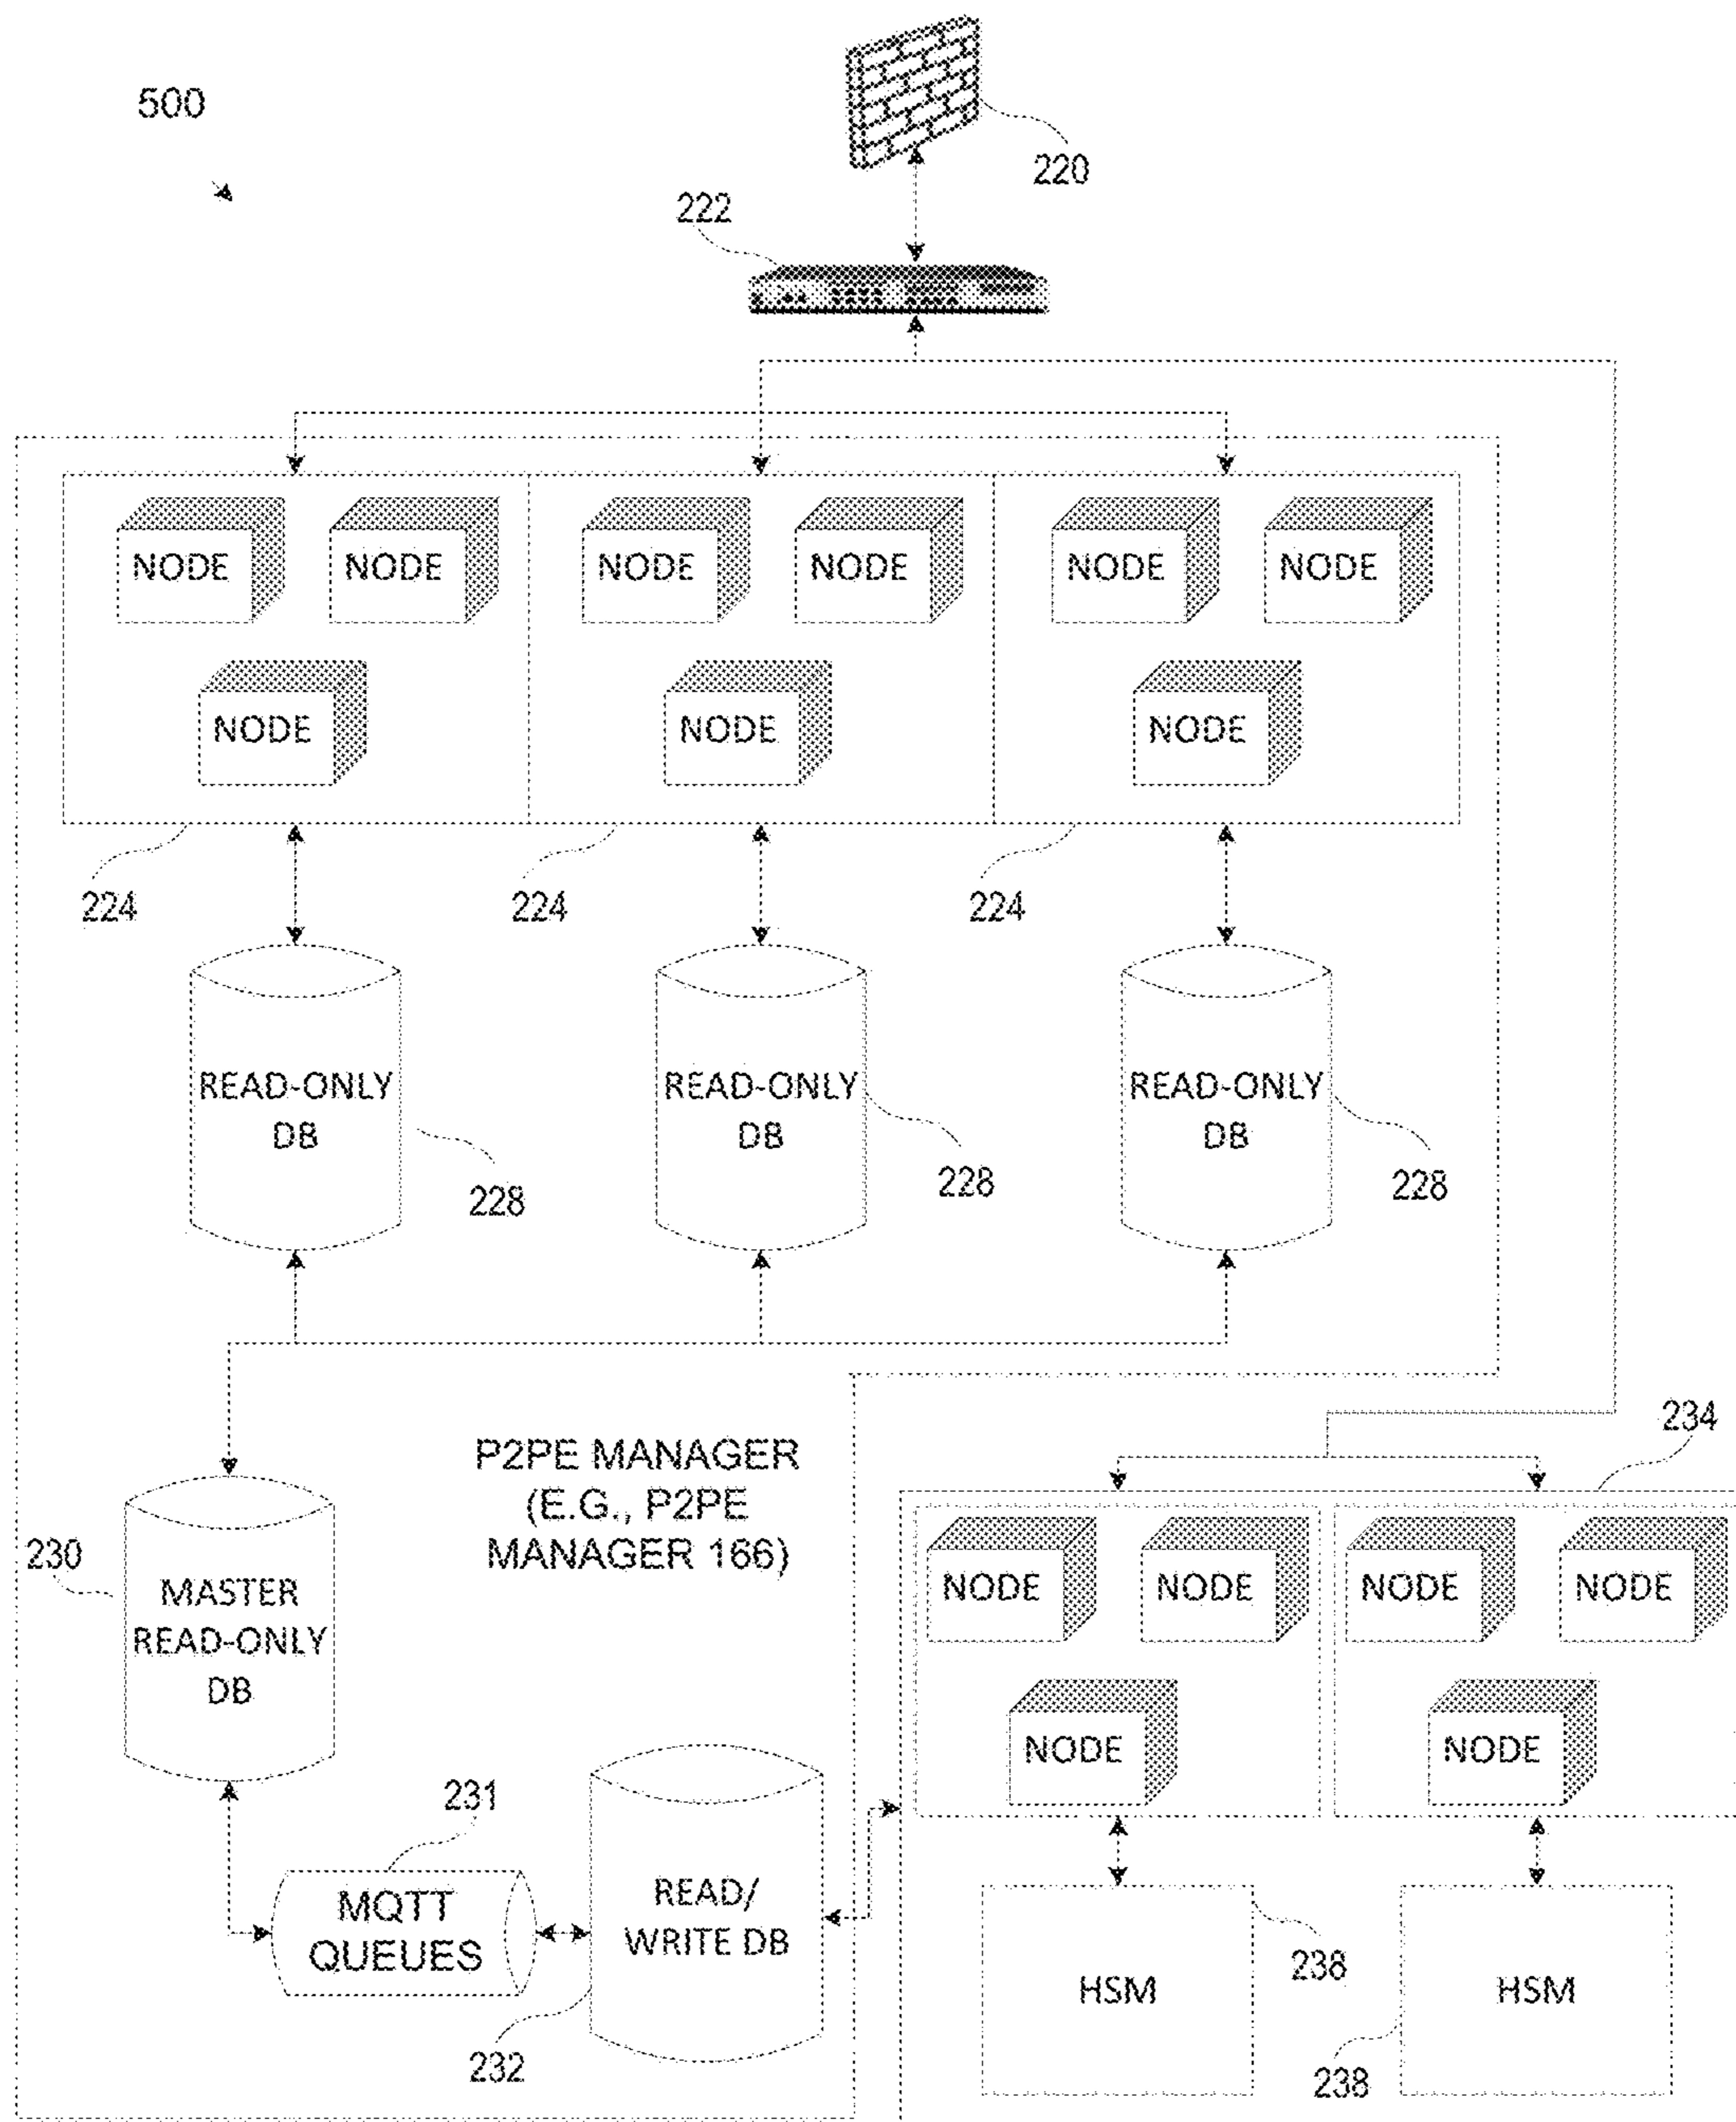 500
220
222
NODE NODE NODE NODE NODE NODE
NODE NODE NODE
224 224 224
READ-ONLY
DB
228
READ-ONLY
DB
228
READ-ONLY
DB
228
234
P2PE MANAGER
(E.G., P2PE
MANAGER 166)
230
MASTER
READ-ONLY
DB
NODE NODE NODE NODE
NODE NODE
231
MQTT
QUEUES
READ/
WRITE DB
232
HSM
238
HSM
238